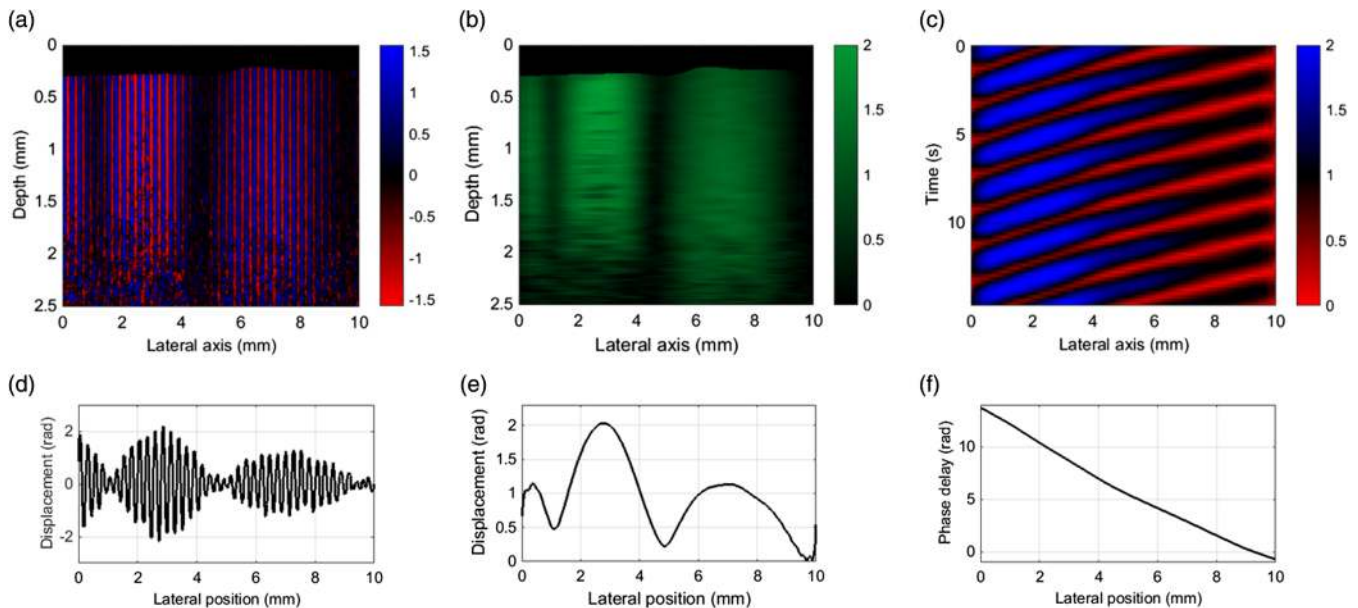 (a)
0
0.5
1
1.5
2
2.5
Depth (mm)
0 2 4 6 8 10
Lateral axis (mm)
1.5
1
0.5
0
-0.5
-1
-1.5
(b)
0
0.5
1
1.5
2
2.5
Depth (mm)
0 2 4 6 8 10
Lateral axis (mm)
2
1.5
1
0.5
0
(c)
0
5
10
Time (s)
0 2 4 6 8 10
Lateral axis (mm)
2
1.5
1
0.5
0
(d)
2
0
-2
Displacement (rad)
0 2 4 6 8 10
Lateral position (mm)
(e)
2
1.5
1
0.5
0
Displacement (rad)
0 2 4 6 8 10
Lateral position (mm)
(f)
10
5
0
Phase delay (rad)
0 2 4 6 8 10
Lateral position (mm)